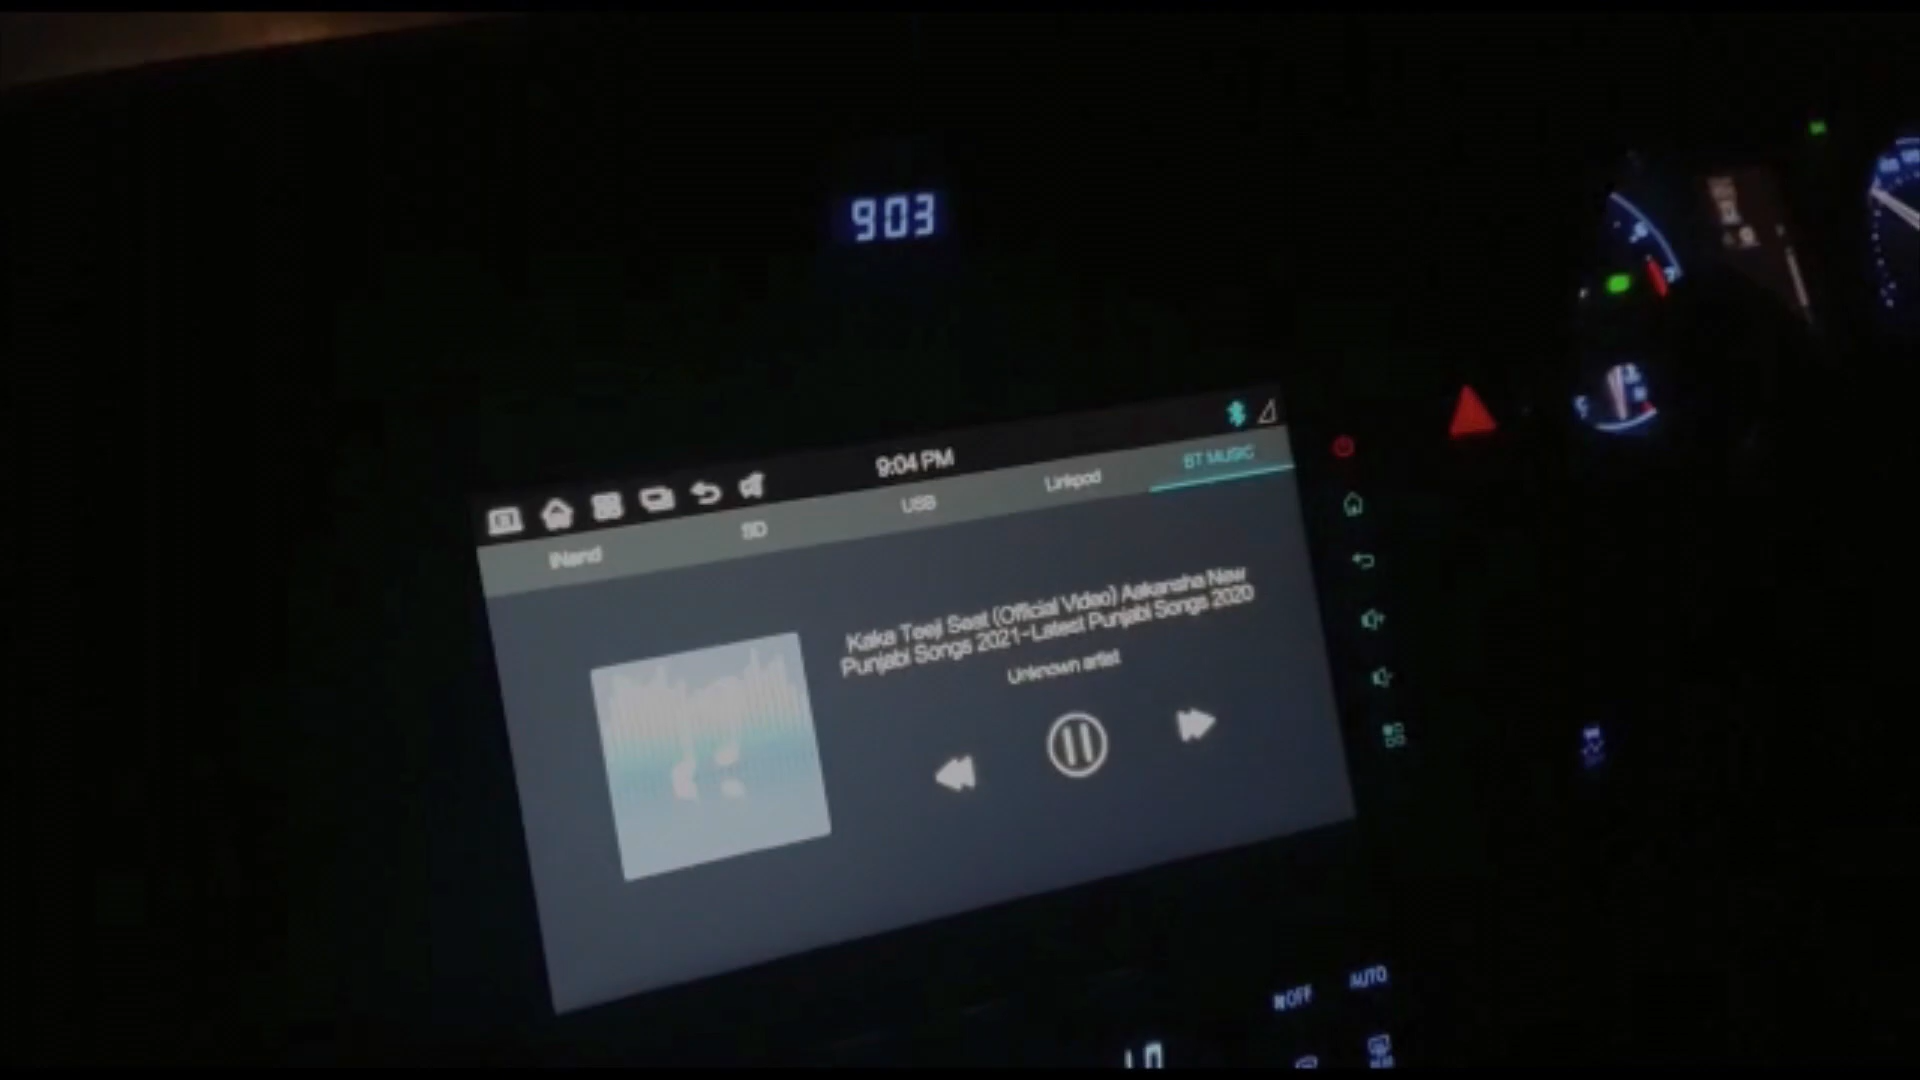 903
9:04 PM
iNand SD USB Linkpod BT MUSIC
Kaka Teeji Seat (Official Video) Aakansha New
Punjabi Songs 2021-Latest Punjabi Songs 2020
Unknown artist
OFF AUTO
LO